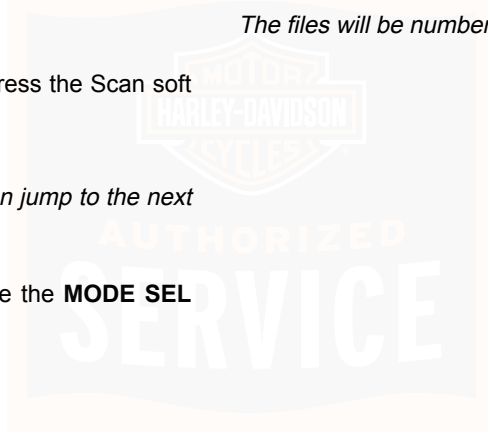 The files will be number
ress the Scan soft
MOTOR
HARLEY-DAVIDSON
CYCLES
n jump to the next
AUTHORIZED
e the MODE SEL
SERVICE